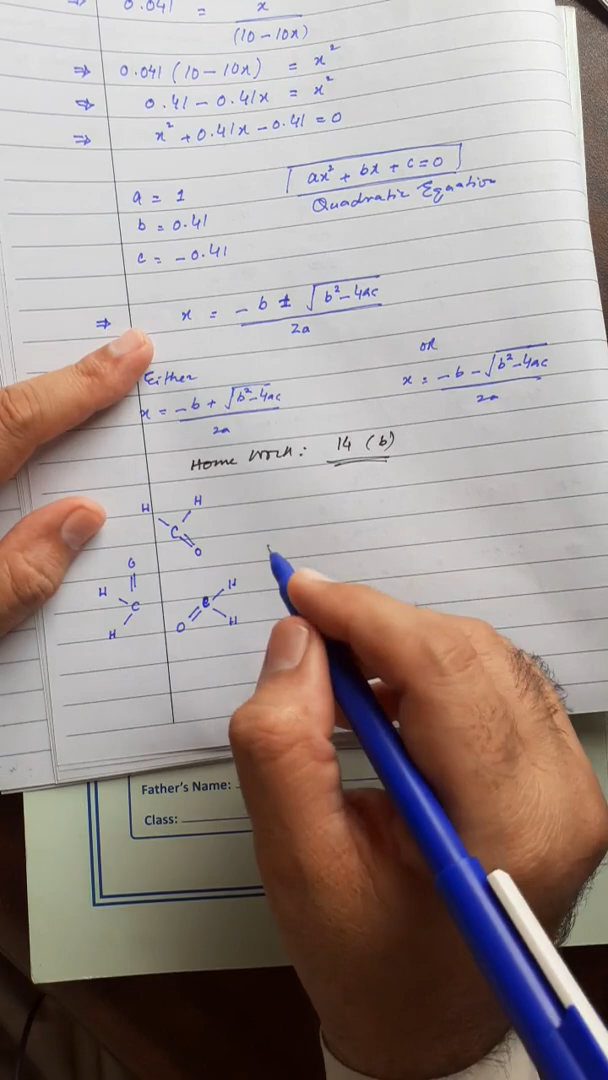 ⇒ 0.041 = x
(10-10x)
⇒ 0.041 (10-10x) = x²
⇒ 0.41 - 0.41x = x²
⇒ x² + 0.41x - 0.41 = 0
ax² + bx + c = 0
Quadratic Equation
a = 1
b = 0.41
c = -0.41
⇒ x = -b ± √b²-4ac
2a
Either
x = -b + √b²-4ac
2a
OR
x = -b - √b²-4ac
2a
Home Work: 14 (b)
H H
C
O
O
H C
H
C H
O H
Father's Name:
Class: